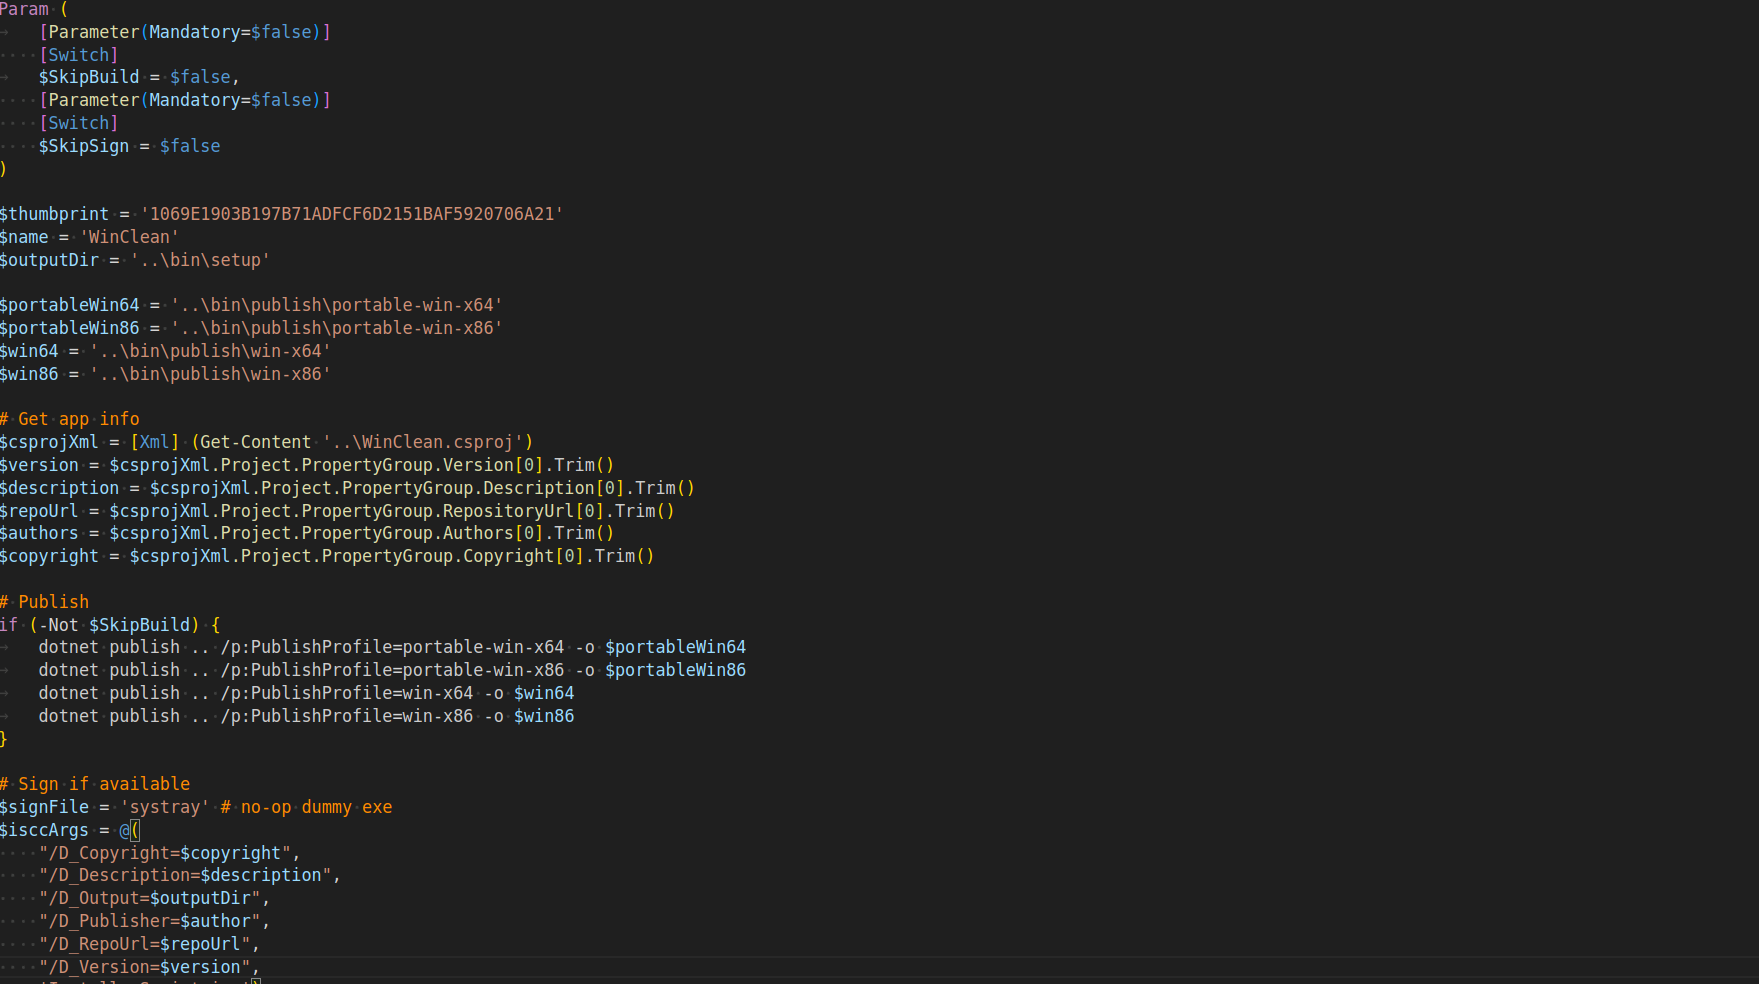 Param (
[Parameter(Mandatory=$false)]
[Switch]
$SkipBuild = $false,
[Parameter(Mandatory=$false)]
[Switch]
$SkipSign = $false
)
$thumbprint = '1069E1903B197B71ADFCF6D2151BAF5920706A21'
$name = 'WinClean'
$outputDir = '..\bin\setup'
$portableWin64 = '..\bin\publish\portable-win-x64'
$portableWin86 = '..\bin\publish\portable-win-x86'
$win64 = '..\bin\publish\win-x64'
$win86 = '..\bin\publish\win-x86'
# Get app info
$csprojXml = [Xml] (Get-Content '..\WinClean.csproj')
$version = $csprojXml.Project.PropertyGroup.Version[0].Trim()
$description = $csprojXml.Project.PropertyGroup.Description[0].Trim()
$repoUrl = $csprojXml.Project.PropertyGroup.RepositoryUrl[0].Trim()
$authors = $csprojXml.Project.PropertyGroup.Authors[0].Trim()
$copyright = $csprojXml.Project.PropertyGroup.Copyright[0].Trim()
# Publish
if (-Not $SkipBuild) {
dotnet publish .. /p:PublishProfile=portable-win-x64 -o $portableWin64
dotnet publish .. /p:PublishProfile=portable-win-x86 -o $portableWin86
dotnet publish .. /p:PublishProfile=win-x64 -o $win64
dotnet publish .. /p:PublishProfile=win-x86 -o $win86
}
# Sign if available
$signFile = 'systray' # no-op dummy exe
$isccArgs = @(
"/D_Copyright=$copyright",
"/D_Description=$description",
"/D_Output=$outputDir",
"/D_Publisher=$author",
"/D_RepoUrl=$repoUrl",
"/D_Version=$version",